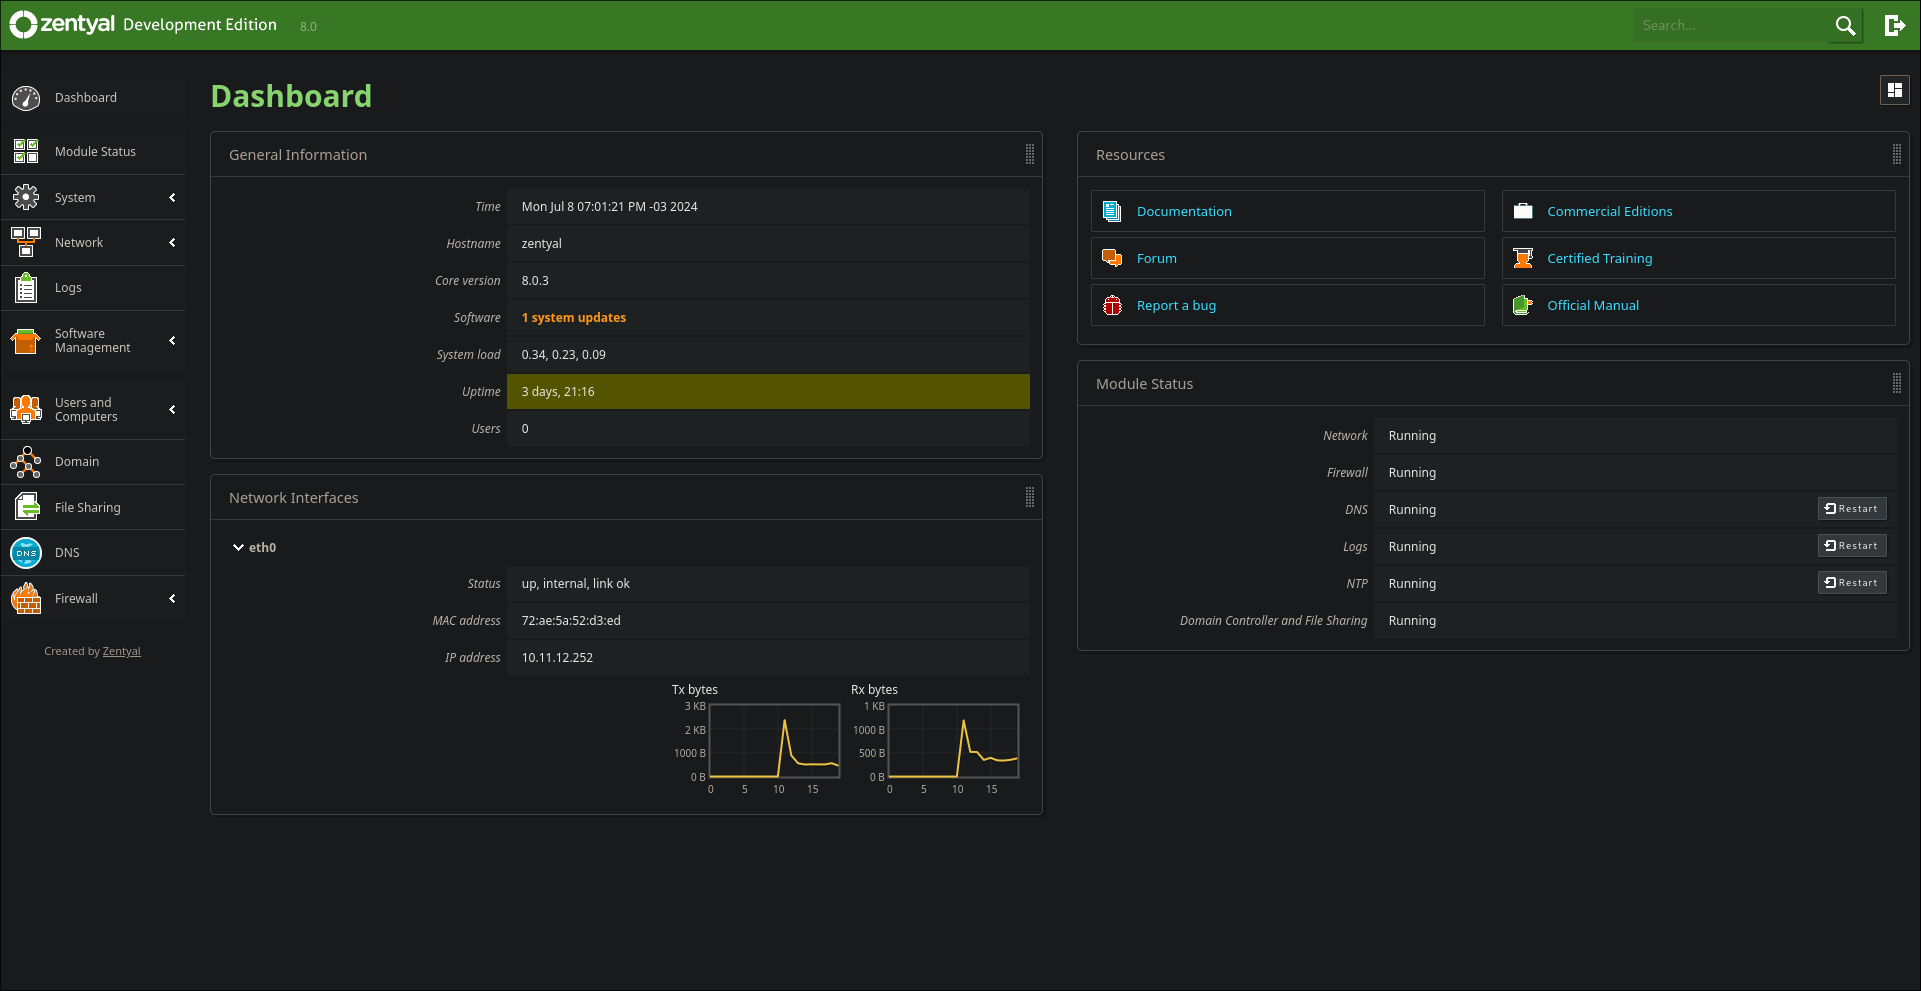 zentyal Development Edition 8.0
Search...
Dashboard
Module Status
System
Network
Logs
Software
Management
Users and
Computers
Domain
File Sharing
DNS
DNS
Firewall
Created by Zentyal
Dashboard
General Information
Time Mon Jul 8 07:01:21 PM -03 2024
Hostname zentyal
Core version 8.0.3
Software 1 system updates
System load 0.34, 0.23, 0.09
Uptime 3 days, 21:16
Users 0
Network Interfaces
eth0
Status up, internal, link ok
MAC address 72:ae:5a:52:d3:ed
IP address 10.11.12.252
Tx bytes
3 KB
2 KB
1000 B
0 B
0 5 10 15
Rx bytes
1 KB
1000 B
500 B
0 B
0 5 10 15
Resources
Documentation
Commercial Editions
Forum
Certified Training
Report a bug
Official Manual
Module Status
Network Running
Firewall Running
DNS Running Restart
Logs Running Restart
NTP Running Restart
Domain Controller and File Sharing Running